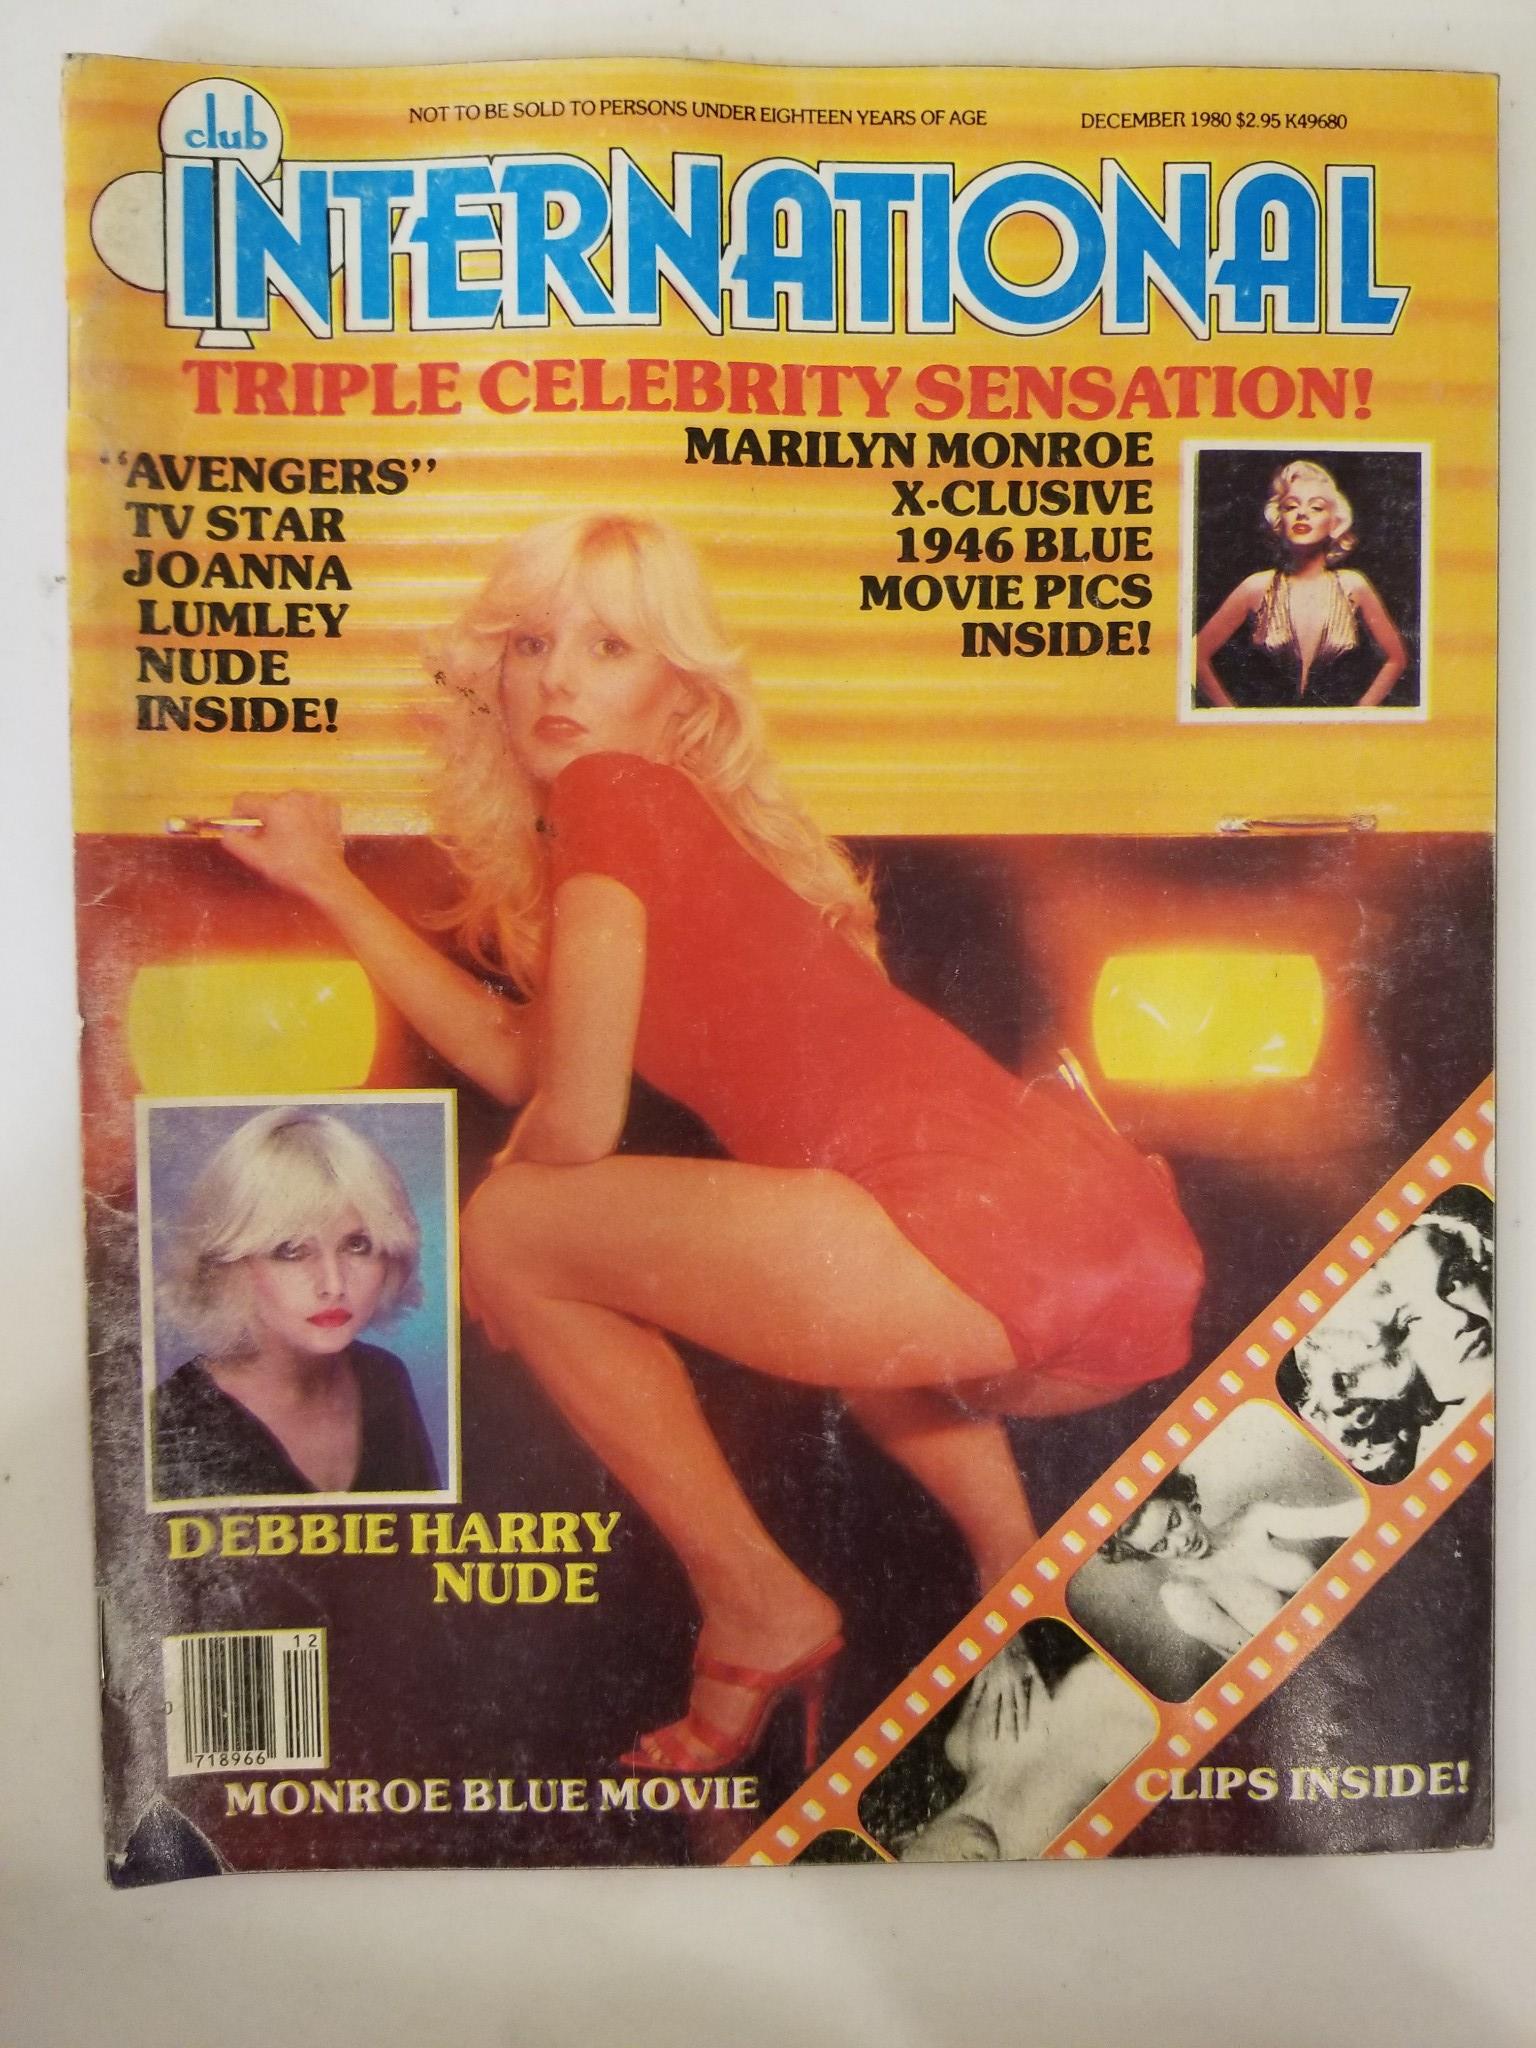 club
NOT TO BE SOLD TO PERSONS UNDER EIGHTEEN YEARS OF AGE
DECEMBER 1980 $2.95 K49680
INTERNATIONAL
TRIPLE CELEBRITY SENSATION!
"AVENGERS"
TV STAR
JOANNA
LUMLEY
NUDE
INSIDE!
MARILYN MONROE
X-CLUSIVE
1946 BLUE
MOVIE PICS
INSIDE!
DEBBIE HARRY
NUDE
12
0
718966
MONROE BLUE MOVIE
CLIPS INSIDE!